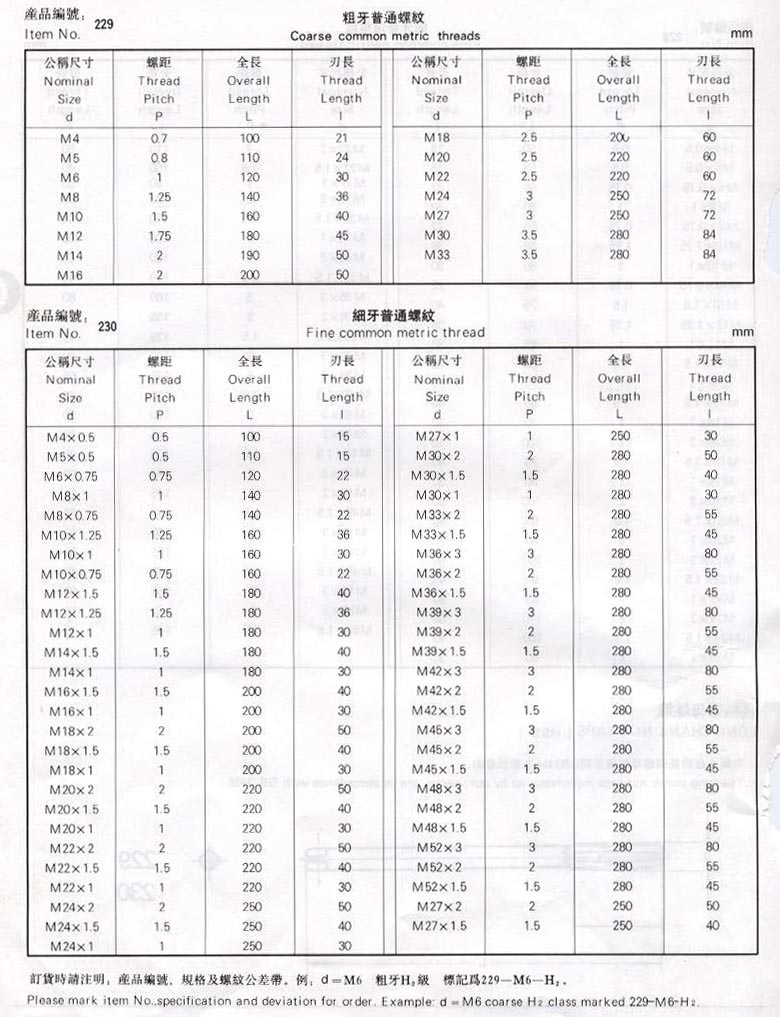 産品編號: 229 粗牙普通螺紋
Item No. Coarse common metric threads mm
公稱尺寸 螺距 全長 刃長 公稱尺寸 螺距 全長 刃長
Nominal Thread Overall Thread Nominal Thread Overall Thread
Size Pitch Length Length Size Pitch Length Length
d P L l d P L l
M4 0.7 100 21 M18 2.5 200 60
M5 0.8 110 24 M20 2.5 220 60
M6 1 120 30 M22 2.5 220 60
M8 1.25 140 36 M24 3 250 72
M10 1.5 160 40 M27 3 250 72
M12 1.75 180 45 M30 3.5 280 84
M14 2 190 50 M33 3.5 280 84
M16 2 200 50
産品編號: 230 細牙普通螺紋
Item No. Fine common metric thread mm
公稱尺寸 螺距 全長 刃長 公稱尺寸 螺距 全長 刃長
Nominal Thread Overall Thread Nominal Thread Overall Thread
Size Pitch Length Length Size Pitch Length Length
d P L l d P L l
M4×0.5 0.5 100 15 M27×1 1 250 30
M5×0.5 0.5 110 15 M30×2 2 280 50
M6×0.75 0.75 120 22 M30×1.5 1.5 280 40
M8×1 1 140 30 M30×1 1 280 30
M8×0.75 0.75 140 22 M33×2 2 280 55
M10×1.25 1.25 160 36 M33×1.5 1.5 280 45
M10×1 1 160 30 M36×3 3 280 80
M10×0.75 0.75 160 22 M36×2 2 280 55
M12×1.5 1.5 180 40 M36×1.5 1.5 280 45
M12×1.25 1.25 180 36 M39×3 3 280 80
M12×1 1 180 30 M39×2 2 280 55
M14×1.5 1.5 180 40 M39×1.5 1.5 280 45
M14×1 1 180 30 M42×3 3 280 80
M16×1.5 1.5 200 40 M42×2 2 280 55
M16×1 1 200 30 M42×1.5 1.5 280 45
M18×2 2 200 50 M45×3 3 280 80
M18×1.5 1.5 200 40 M45×2 2 280 55
M18×1 1 200 30 M45×1.5 1.5 280 45
M20×2 2 220 50 M48×3 3 280 80
M20×1.5 1.5 220 40 M48×2 2 280 55
M20×1 1 220 30 M48×1.5 1.5 280 45
M22×2 2 220 50 M52×3 3 280 80
M22×1.5 1.5 220 40 M52×2 2 280 55
M22×1 1 220 30 M52×1.5 1.5 280 45
M24×2 2 250 50 M27×2 2 250 50
M24×1.5 1.5 250 40 M27×1.5 1.5 250 40
M24×1 1 250 30
訂貨時請注明：産品編號、規格及螺紋公差帶。例：d=M6 粗牙H₂級 標記爲229—M6—H₂。
Please mark item No.,specification and deviation for order. Example: d=M6 coarse H₂ class marked 229-M6-H₂.